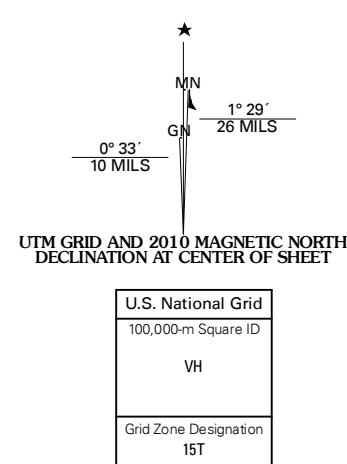 MN
1° 29´
GN
26 MILS
0° 33´
10 MILS
UTM GRID AND 2010 MAGNETIC NORTH
DECLINATION AT CENTER OF SHEET
U.S. National Grid
100,000-m Square ID
VH
Grid Zone Designation
15T